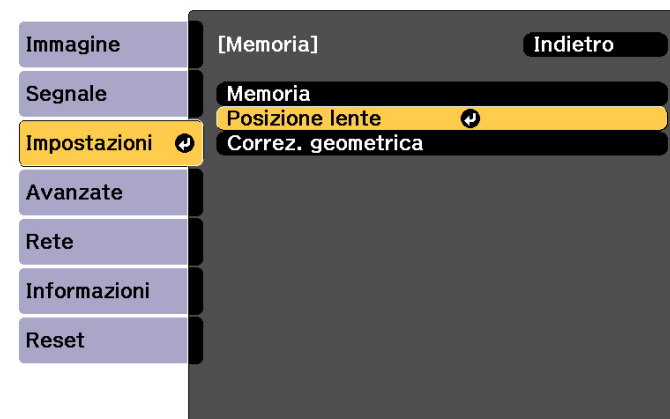 Immagine
Segnale
Impostazioni
Avanzate
Rete
Informazioni
Reset
[Memoria] Indietro
Memoria
Posizione lente
Correz. geometrica